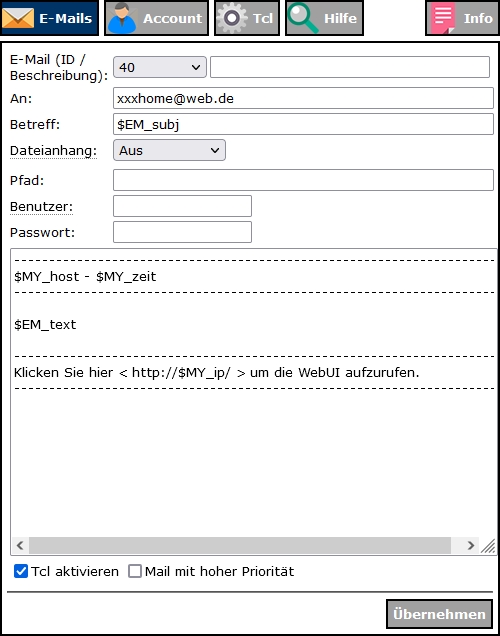 E-Mails Account Tcl Hilfe Info
E-Mail (ID /
Beschreibung): 40
An: xxxhome@web.de
Betreff: $EM_subj
Dateianhang: Aus
Pfad:
Benutzer:
Passwort:
--------------------------------------------------------------------
$MY_host - $MY_zeit
--------------------------------------------------------------------
$EM_text
--------------------------------------------------------------------
Klicken Sie hier < http://$MY_ip/ > um die WebUI aufzurufen.
--------------------------------------------------------------------
Tcl aktivieren Mail mit hoher Priorität
Übernehmen